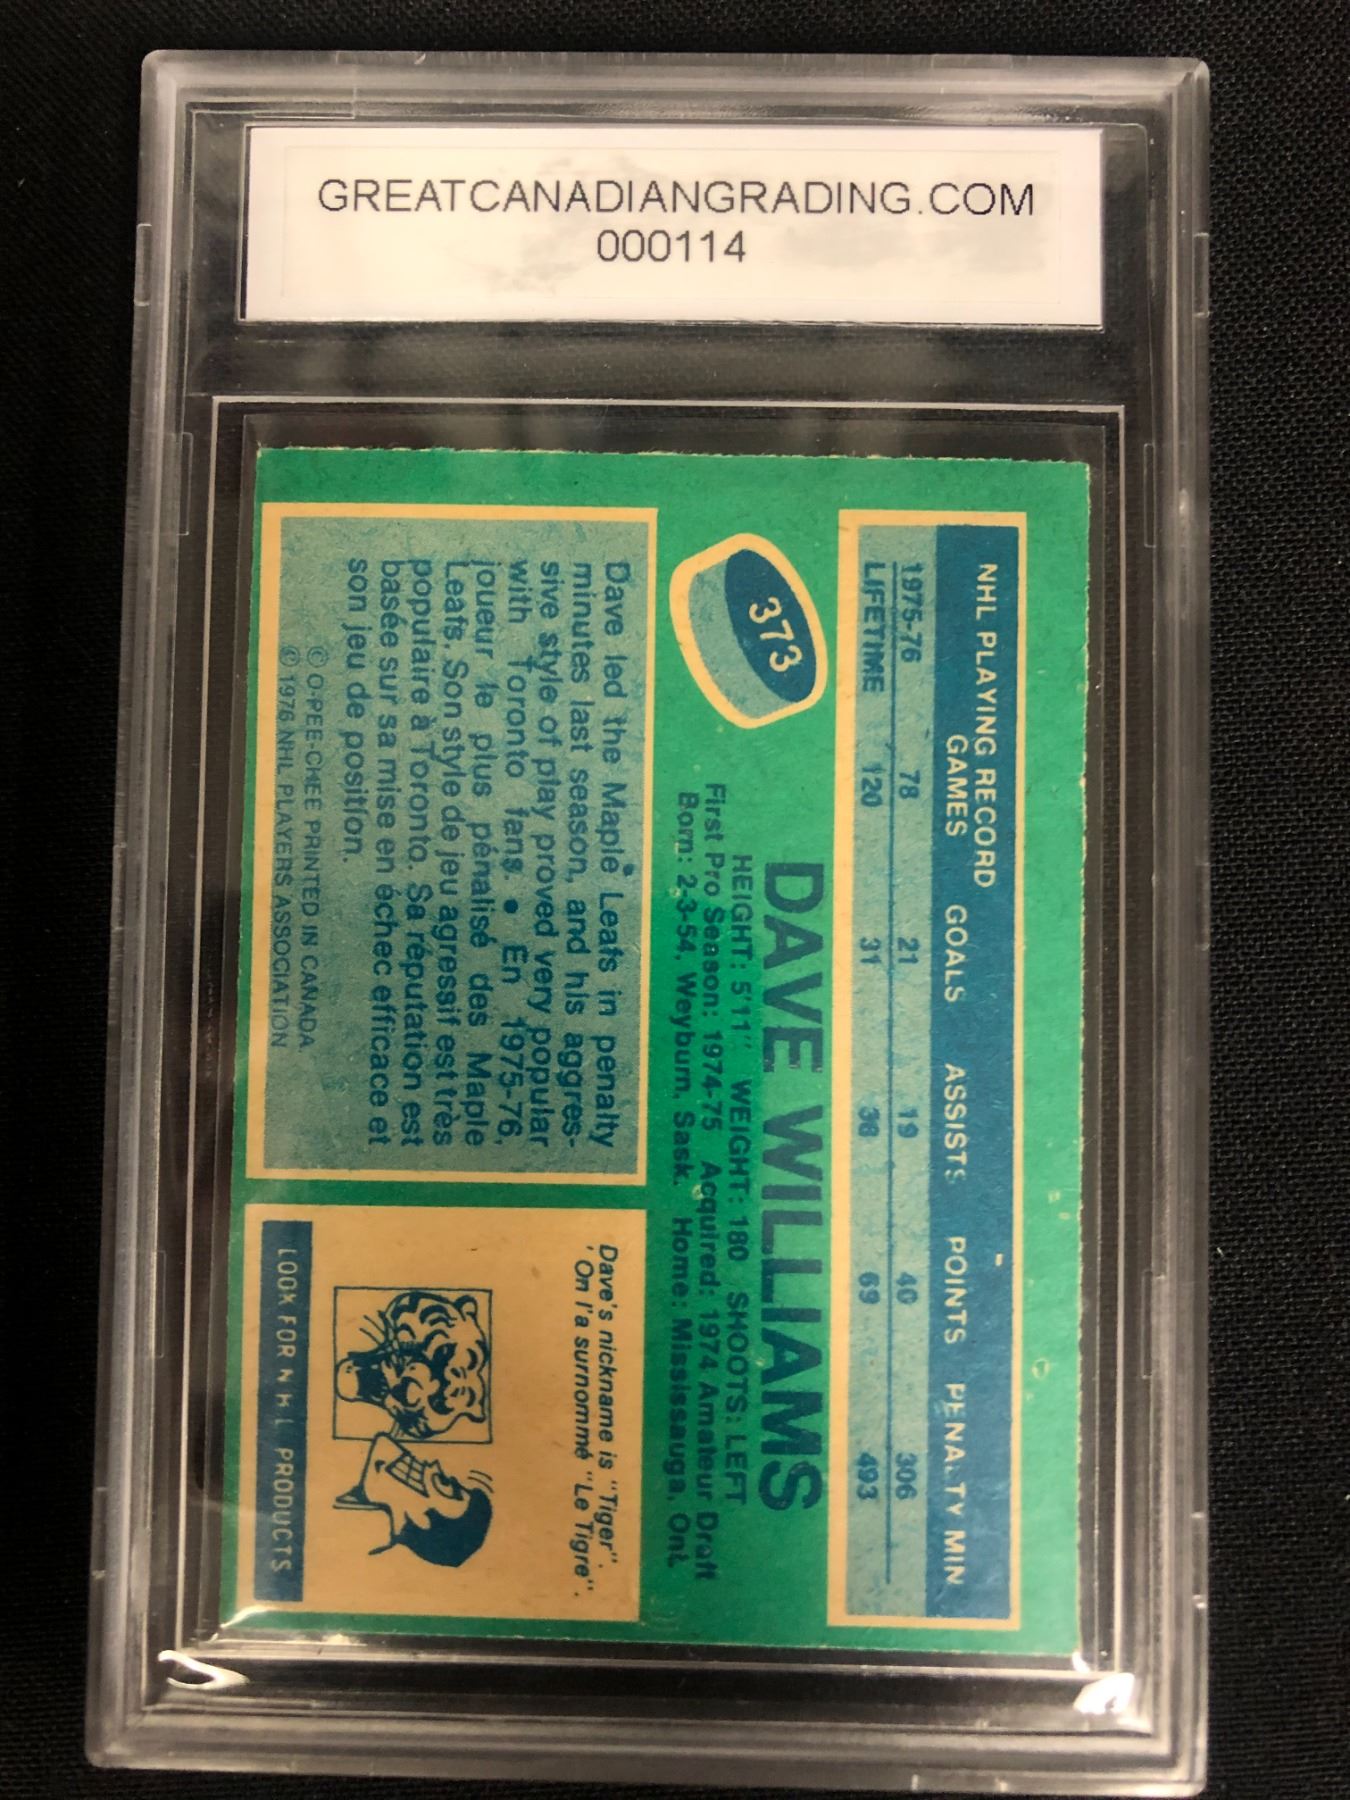 GREATCANADIANGRADING.COM
000114
NHL PLAYING RECORD
GAMES GOALS ASSISTS POINTS PENALTY MIN
1975-76 78 21 19 40 306
LIFETIME 120 31 38 69 493
373
DAVE WILLIAMS
HEIGHT: 5'11" WEIGHT: 180 SHOOTS: LEFT
First Pro Season: 1974-75 Acquired: 1974 Amateur Draft
Born: 2-3-54, Weyburn, Sask. Home: Mississauga, Ont.
Dave led the Maple Leafs in penalty
minutes last season, and his aggres-
sive style of play proved very popular
with Toronto fans. • En 1975-76,
joueur le plus pénalisé des Maple
Leafs. Son style de jeu agressif est très
populaire à Toronto. Sa réputation est
basée sur sa mise en échec efficace et
son jeu de position.
© O-PEE-CHEE PRINTED IN CANADA
© 1976 NHL PLAYERS ASSOCIATION
Dave's nickname is "Tiger".
On l'a surnommé "Le Tigre".
LOOK FOR NHL PRODUCTS